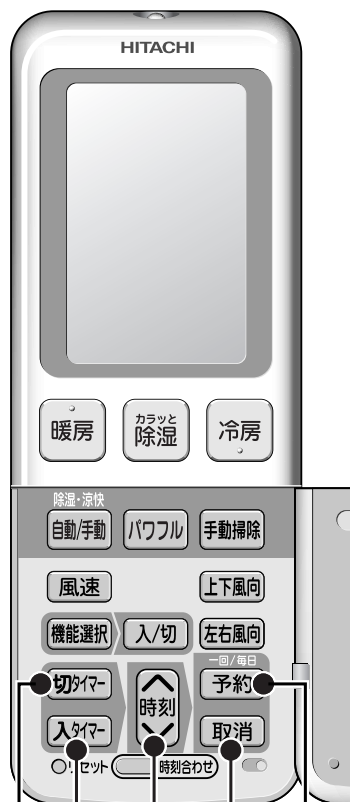 HITACHI
暖房
カラッと
除湿
冷房
除湿・涼快
自動/手動 パワフル 手動掃除
風速 上下風向
機能選択 入/切 左右風向
一回/毎日
切タイマー 時刻 予約
入タイマー 取消
セット 時刻合わせ